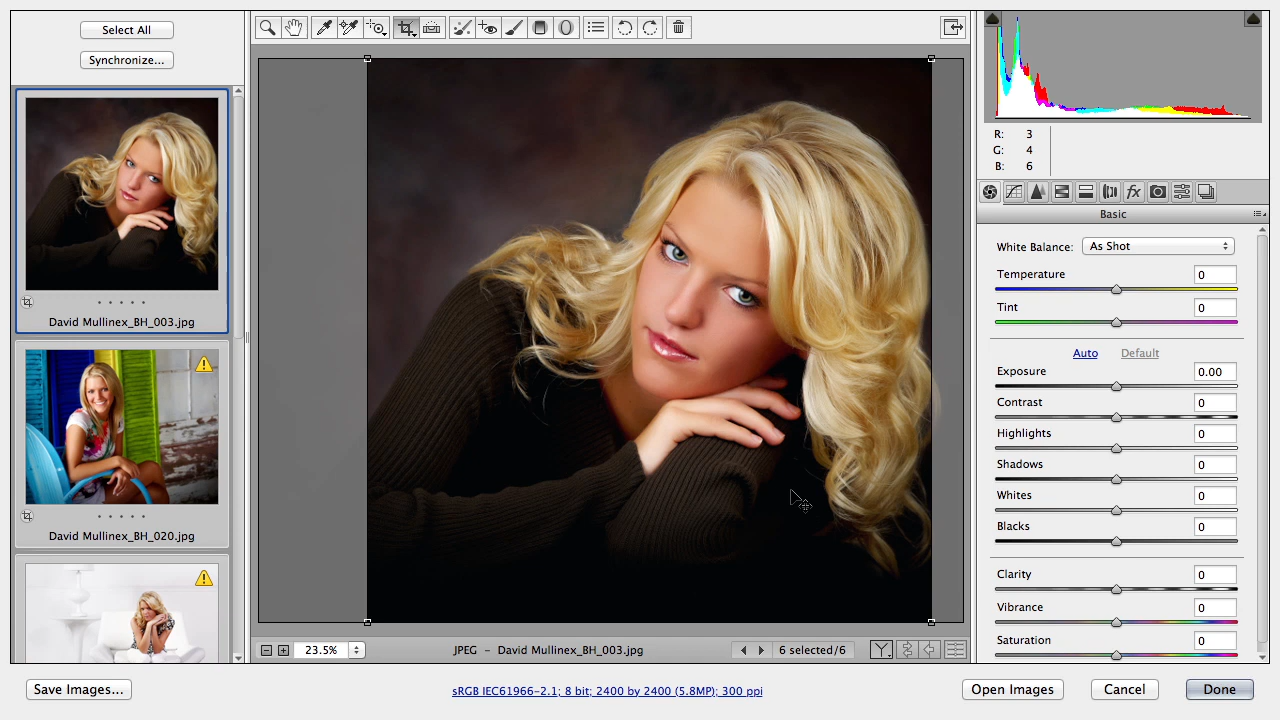 Select All
Synchronize...
David Mullinex_BH_003.jpg
David Mullinex_BH_020.jpg
23.5%
JPEG – David Mullinex_BH_003.jpg
6 selected/6
R: 3
G: 4
B: 6
fx
Basic
White Balance: As Shot
Temperature 0
Tint 0
Auto Default
Exposure 0.00
Contrast 0
Highlights 0
Shadows 0
Whites 0
Blacks 0
Clarity 0
Vibrance 0
Saturation 0
Save Images...
sRGB IEC61966-2.1; 8 bit; 2400 by 2400 (5.8MP); 300 ppi
Open Images
Cancel
Done